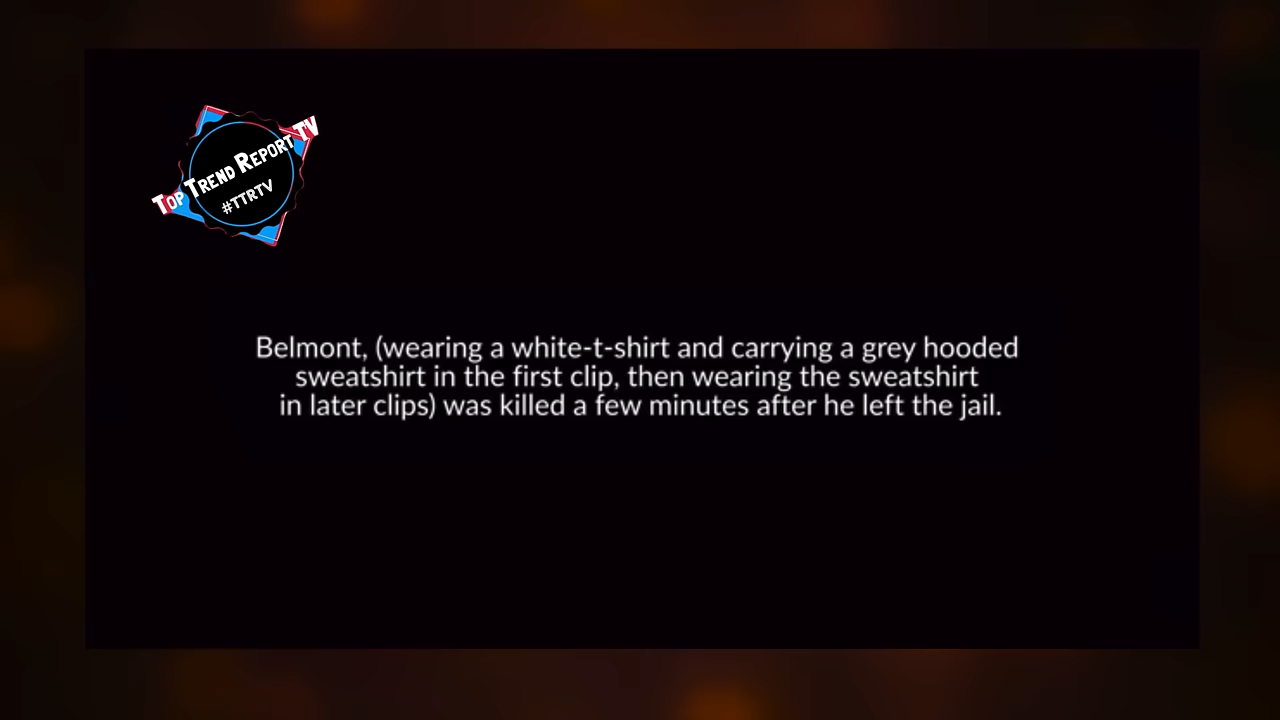 Top Trend Report TV
#TTRTV
Belmont, (wearing a white-t-shirt and carrying a grey hooded
sweatshirt in the first clip, then wearing the sweatshirt
in later clips) was killed a few minutes after he left the jail.